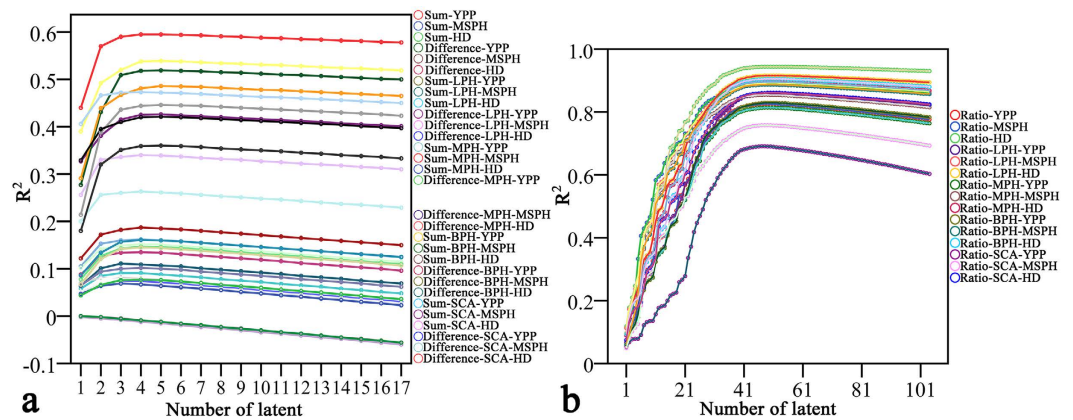 0.6
0.5
0.4
0.3
0.2
0.1
0
-0.1
R2
1 2 3 4 5 6 7 8 9 10 11 12 13 14 15 16 17
Number of latent
a
Sum-YPP
Sum-MSPH
Sum-HD
Difference-YPP
Difference-MSPH
Difference-HD
Sum-LPH-YPP
Sum-LPH-MSPH
Sum-LPH-HD
Difference-LPH-YPP
Difference-LPH-MSPH
Difference-LPH-HD
Sum-MPH-YPP
Sum-MPH-MSPH
Sum-MPH-HD
Difference-MPH-YPP
Difference-MPH-MSPH
Difference-MPH-HD
Sum-BPH-YPP
Sum-BPH-MSPH
Sum-BPH-HD
Difference-BPH-YPP
Difference-BPH-MSPH
Difference-BPH-HD
Sum-SCA-YPP
Sum-SCA-MSPH
Sum-SCA-HD
Difference-SCA-YPP
Difference-SCA-MSPH
Difference-SCA-HD
1.0
0.8
0.6
0.4
0.2
0
R2
1 21 41 61 81 101
Number of latent
b
Ratio-YPP
Ratio-MSPH
Ratio-HD
Ratio-LPH-YPP
Ratio-LPH-MSPH
Ratio-LPH-HD
Ratio-MPH-YPP
Ratio-MPH-MSPH
Ratio-MPH-HD
Ratio-BPH-YPP
Ratio-BPH-MSPH
Ratio-BPH-HD
Ratio-SCA-YPP
Ratio-SCA-MSPH
Ratio-SCA-HD